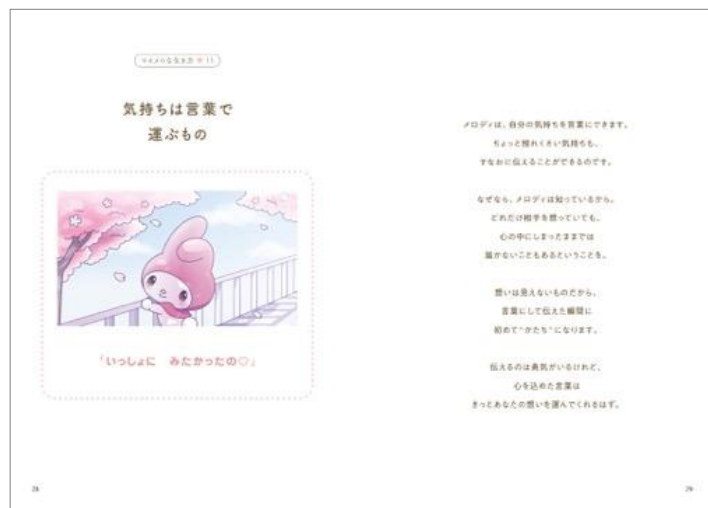 マイメロな生き方 11
気持ちは言葉で
運ぶもの
「いっしょに みたかったの♡」
28
メロディは、自分の気持ちを言葉にできます。
ちょっと照れくさい気持ちも、
すなおに伝えることができるのです。
なぜなら、メロディは知っているから。
どれだけ相手を想っていても、
心の中にしまったままでは
届かないこともあるということを。
想いは見えないものだから、
言葉にして伝えた瞬間に
初めて“かたち”になります。
伝えるのは勇気がいるけれど、
心を込めた言葉は
きっとあなたの想いを運んでくれるはず。
29